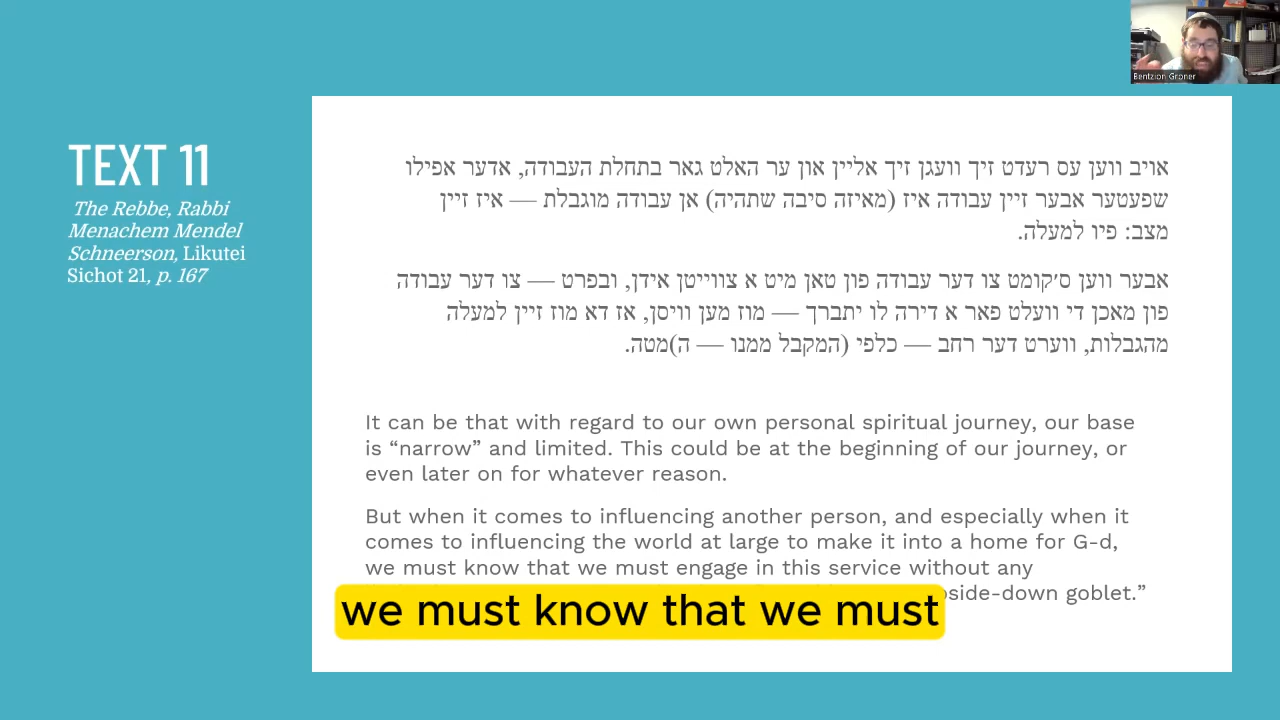 Bentzion Groner
TEXT 11
The Rebbe, Rabbi
Menachem Mendel
Schneerson, Likutei
Sichot 21, p. 167
אויב ווען עס רעדט זיך וועגן זיך אליין און ער האלט גאר בתחלת העבודה, אדער אפילו
שפעטער אבער זיין עבודה איז (מאיזה סיבה שתהיה) אן עבודה מוגבלת — איז זיין
מצב: פיו למעלה.
אבער ווען ס׳קומט צו דער עבודה פון טאן מיט א צווייטן אידן, ובפרט — צו דער עבודה
פון מאכן די וועלט פאר א דירה לו יתברך — מוז מען וויסן, אז דא מוז זיין למעלה
מהגבלות, ווערט דער רחב — כלפי (המקבל ממנו — ה)מטה.
It can be that with regard to our own personal spiritual journey, our base
is “narrow” and limited. This could be at the beginning of our journey, or
even later on for whatever reason.
But when it comes to influencing another person, and especially when it
comes to influencing the world at large to make it into a home for G-d,
we must know that we must engage in this service without any
goblet.”
we must know that we must